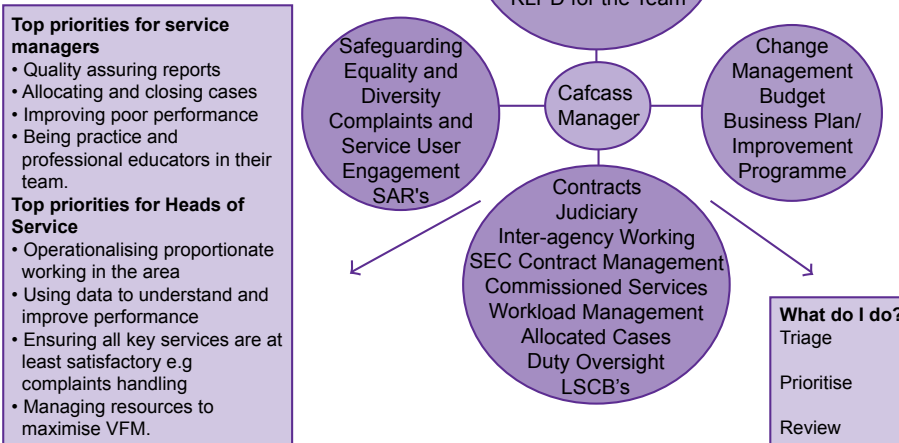 Top priorities for service
managers
• Quality assuring reports
• Allocating and closing cases
• Improving poor performance
• Being practice and
professional educators in their
team.
Top priorities for Heads of
Service
• Operationalising proportionate
working in the area
• Using data to understand and
improve performance
• Ensuring all key services are at
least satisfactory e.g
complaints handling
• Managing resources to
maximise VFM.
for the Team
Safeguarding
Equality and
Diversity
Complaints and
Service User
Engagement
SAR's
Cafcass
Manager
Change
Management
Budget
Business Plan/
Improvement
Programme
Contracts
Judiciary
Inter-agency Working
SEC Contract Management
Commissioned Services
Workload Management
Allocated Cases
Duty Oversight
LSCB's
What do I do?
Triage
Prioritise
Review